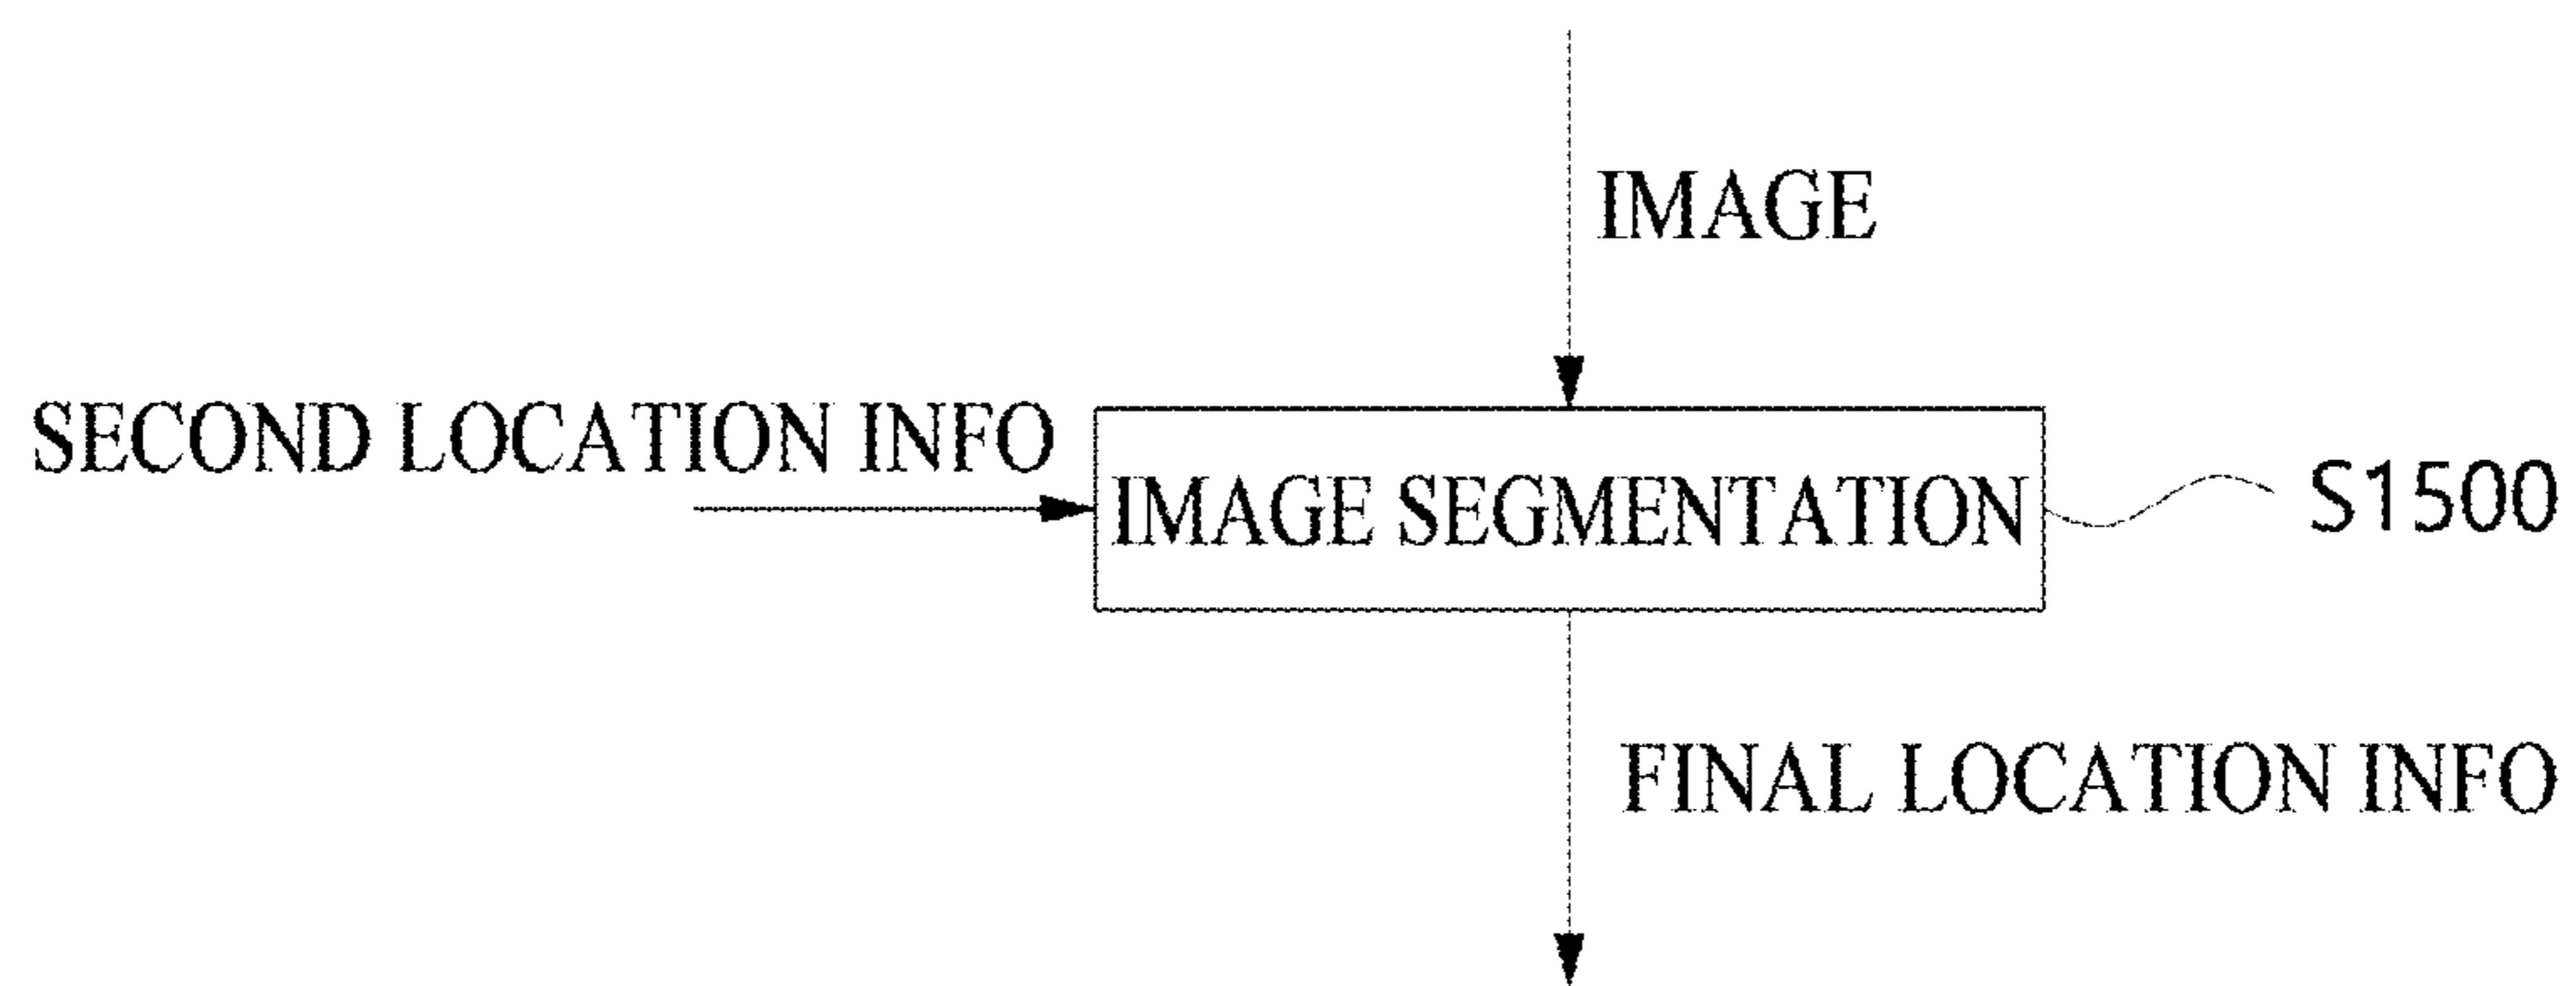 IMAGE
SECOND LOCATION INFO
IMAGE SEGMENTATION
S1500
FINAL LOCATION INFO